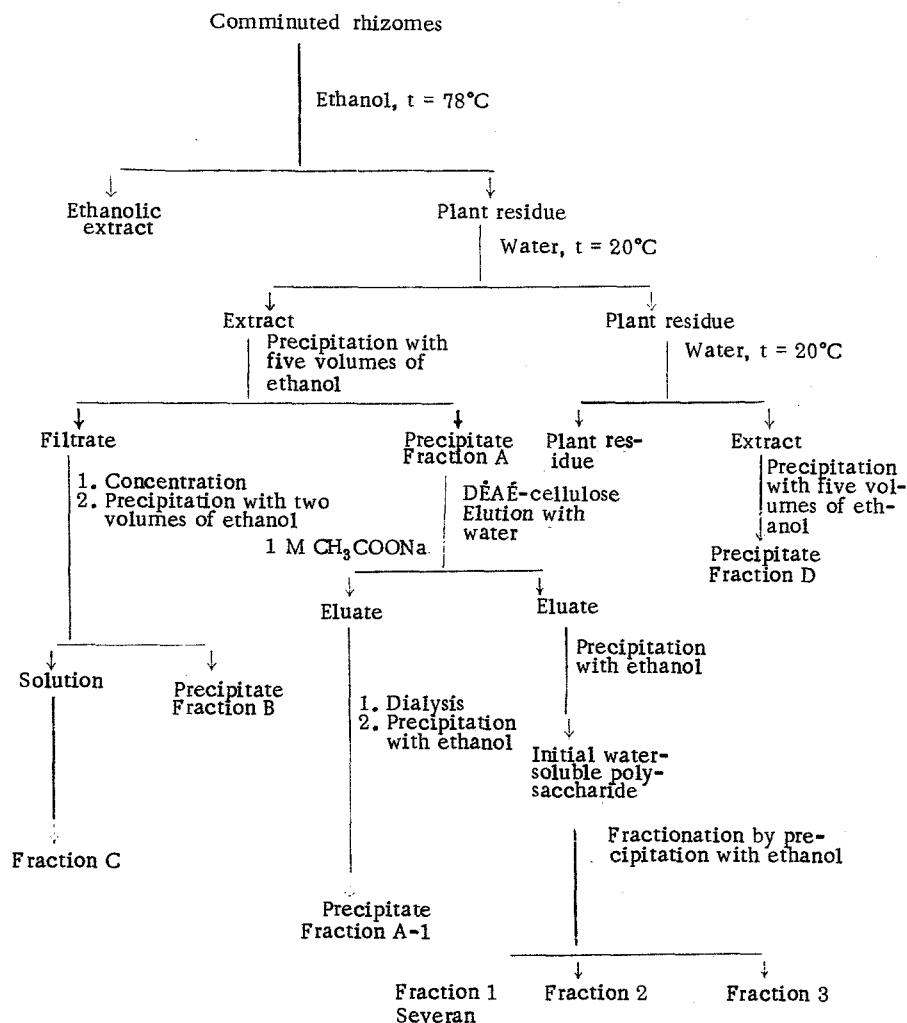 Comminuted rhizomes
Ethanol, t = 78°C
Ethanolic
extract
Plant residue
Water, t = 20°C
Extract
Precipitation with
five volumes of
ethanol
Plant residue
Water, t = 20°C
Filtrate
1. Concentration
2. Precipitation with two
volumes of ethanol
Precipitate
Fraction A
DĖAÉ-cellulose
Elution with
water
1 M CH₃COONa
Plant res-
idue
Extract
Precipitation
with five vol-
umes of eth-
anol
Precipitate
Fraction D
Solution
Precipitate
Fraction B
Fraction C
Eluate
1. Dialysis
2. Precipitation
with ethanol
Precipitate
Fraction A-1
Eluate
Precipitation
with ethanol
Initial water-
soluble poly-
saccharide
Fractionation by pre-
cipitation with ethanol
Fraction 1
Severan
Fraction 2
Fraction 3